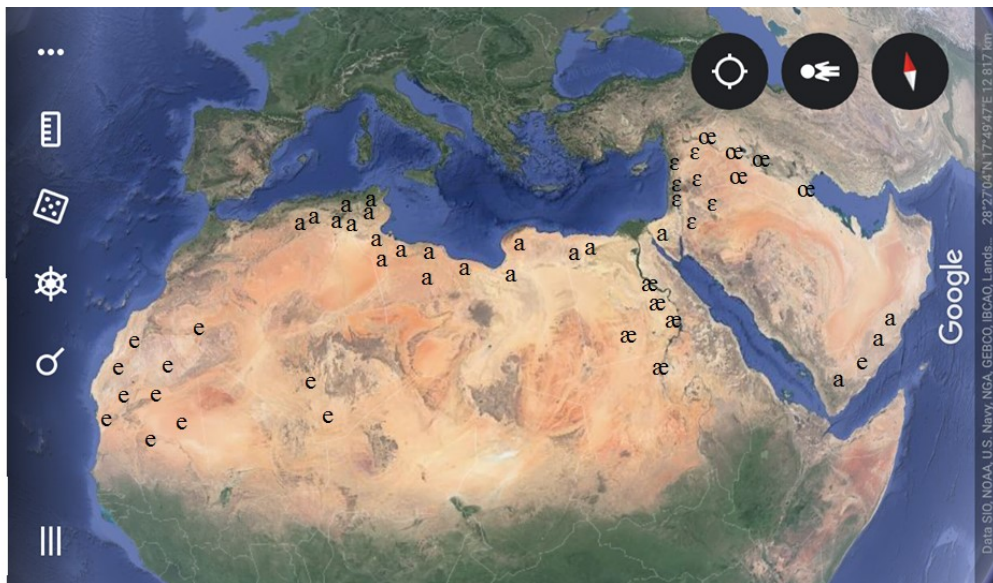 œ
ɛ œ
ɛ œ
ɛ œ
ɛ œ
a ɛ ɛ
a a
a a a a ɛ
a a a
a a a a
a a a a
æ
æ
æ a
e æ
e a
e e æ e
e a
e e
e e e
e
Google
Data SIO, NOAA, U.S. Navy, NGA, GEBCO, IBCAO, Lands... 28°27'04"N 17°49'47"E 12 817 km